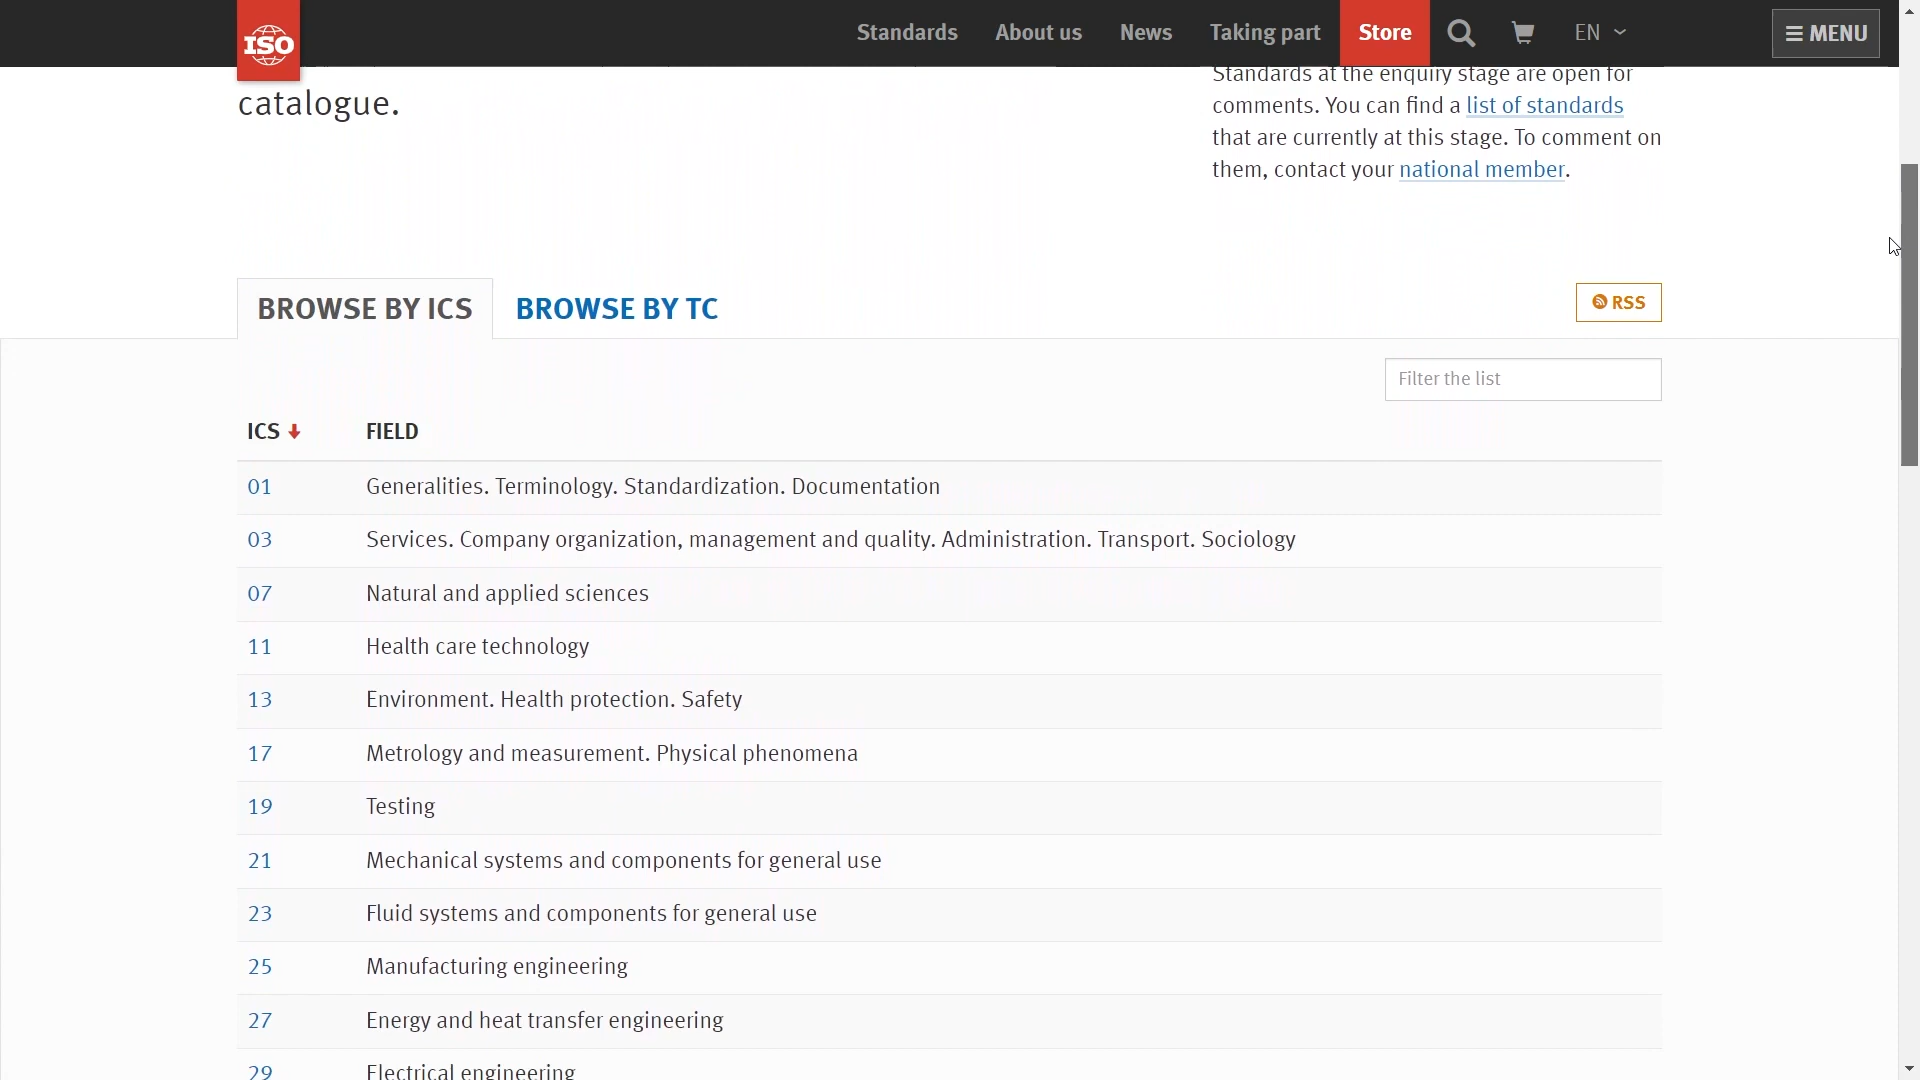 ISO
Standards
About us
News
Taking part
Store
EN
MENU
catalogue.
Standards at the enquiry stage are open for
comments. You can find a list of standards
that are currently at this stage. To comment on
them, contact your national member.
BROWSE BY ICS
BROWSE BY TC
RSS
Filter the list
ICS FIELD
01 Generalities. Terminology. Standardization. Documentation
03 Services. Company organization, management and quality. Administration. Transport. Sociology
07 Natural and applied sciences
11 Health care technology
13 Environment. Health protection. Safety
17 Metrology and measurement. Physical phenomena
19 Testing
21 Mechanical systems and components for general use
23 Fluid systems and components for general use
25 Manufacturing engineering
27 Energy and heat transfer engineering
29 Electrical engineering